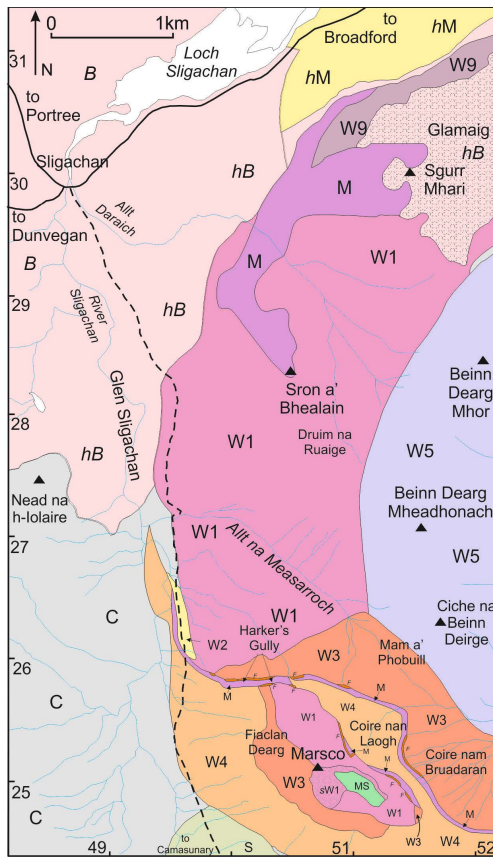 0 1km
31
N
B
Loch
Sligachan
to
Broadford
hM
hM
W9
to
Portree
Sligachan
Glamaig
hB
Sgurr
Mhari
30
hB
M
to
Dunvegan
Allt
Daraich
B
M
W1
29
River
Sligachan
hB
Glen Sligachan
Sron a'
Bhealain
Beinn
Dearg
Mhor
28
W1
Druim na
Ruaige
W5
hB
Nead na
h-Iolaire
Beinn Dearg
Mheadhonach
27
W1
Allt na Measarroch
W5
C
W1
Ciche na
Beinn
Deirge
W2
Harker's
Gully
W3
Mam a'
Phobuill
26
C
F
F
F
F
M
M
W1
W4
W3
Fiaclan
Dearg
Coire nan
Laogh
W4
Marsco
M
F
Coire nam
Bruadaran
25
W3
sW1
MS
M
F
C
W1
F
M
W3
W4
to
Camasunary
S
49
50
51
52